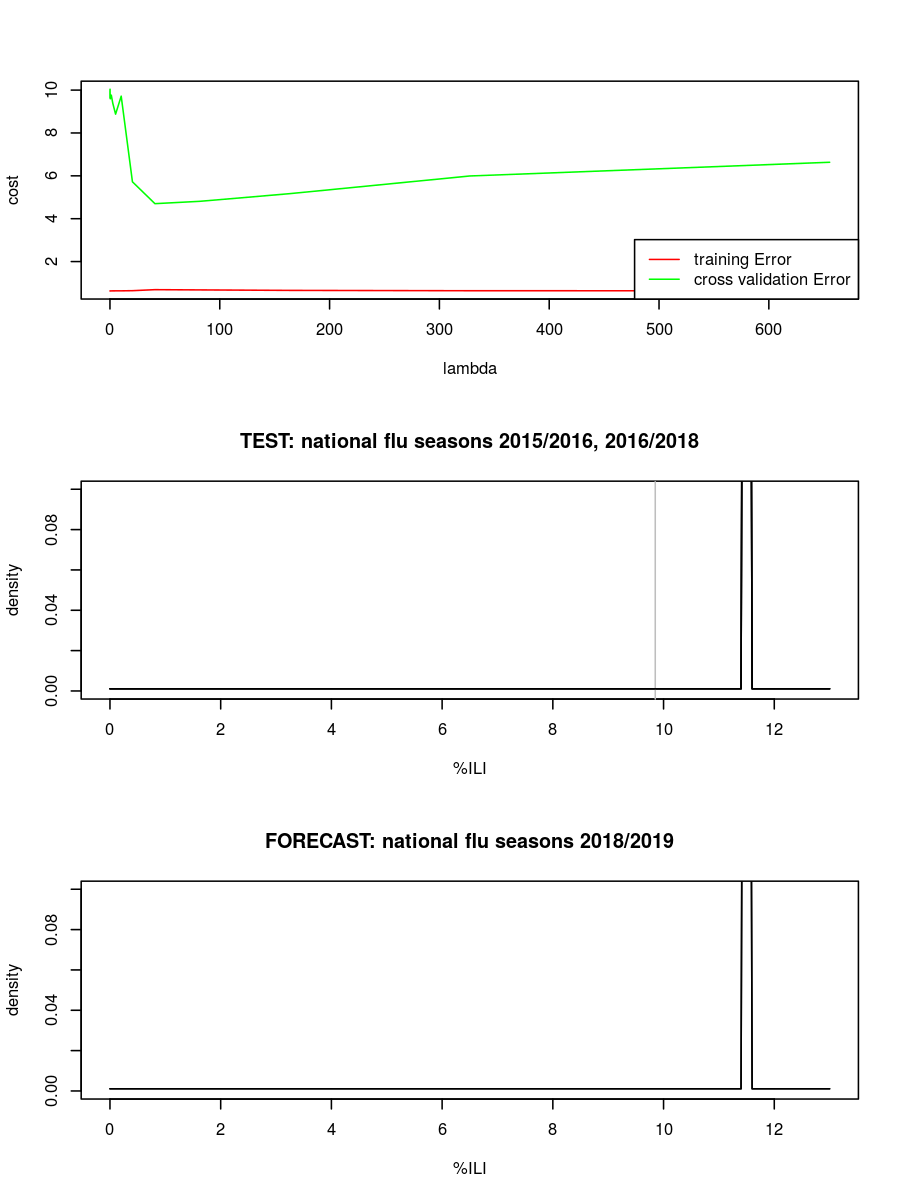 10
8
6
4
2
cost
training Error
cross validation Error
0 100 200 300 400 500 600
lambda
TEST: national flu seasons 2015/2016, 2016/2018
0.08
0.04
0.00
density
0 2 4 6 8 10 12
%ILI
FORECAST: national flu seasons 2018/2019
0.08
0.04
0.00
density
0 2 4 6 8 10 12
%ILI